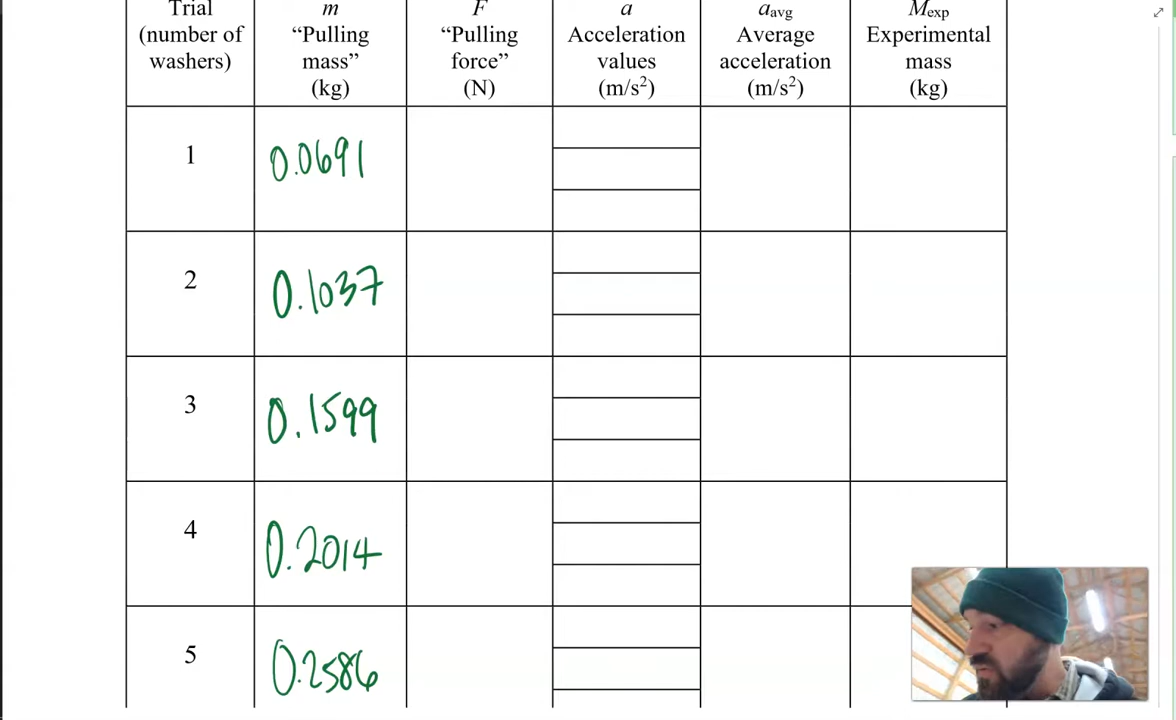 Trial (number of washers)
m “Pulling mass” (kg)
F “Pulling force” (N)
a Acceleration values (m/s²)
aavg Average acceleration (m/s²)
Mexp Experimental mass (kg)
1 0.0691
2 0.1037
3 0.1599
4 0.2014
5 0.2586